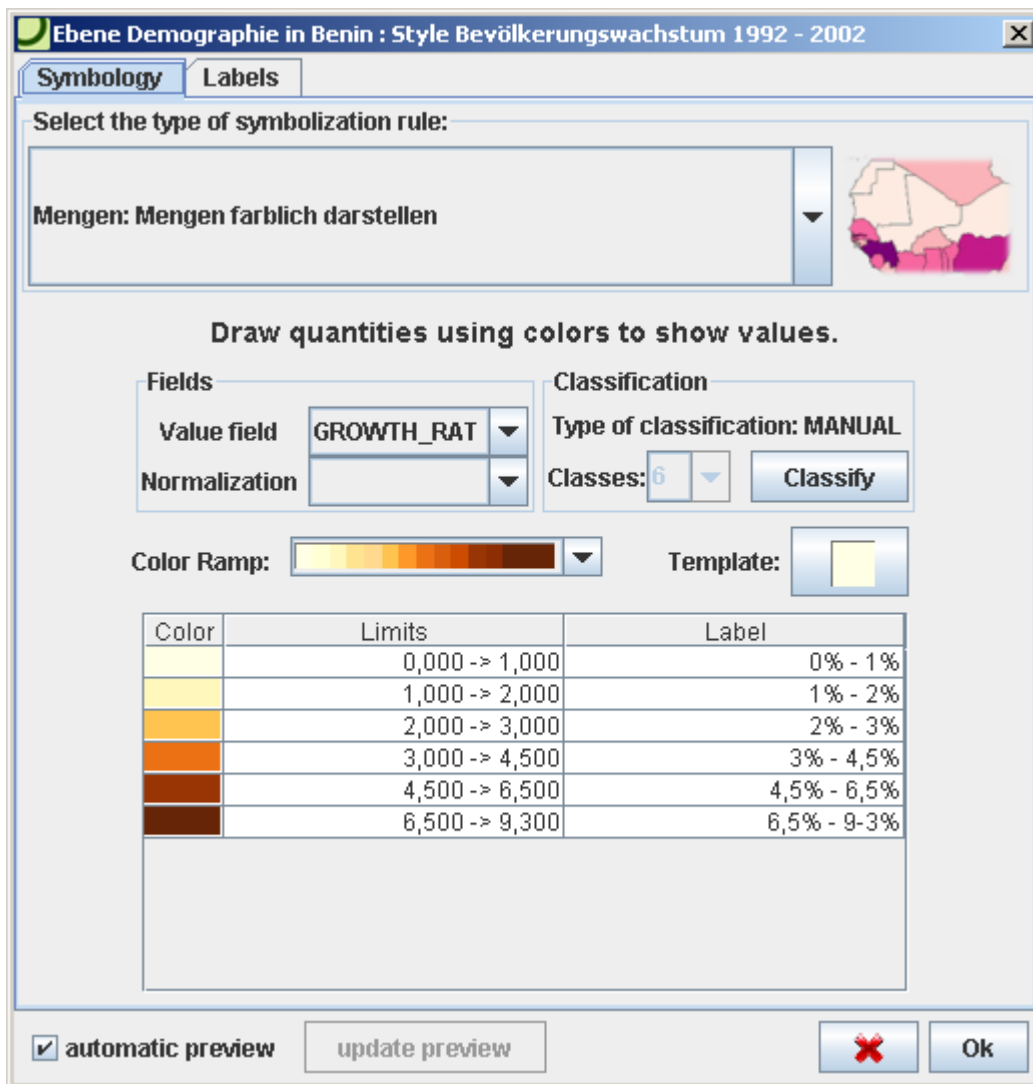 Ebene Demographie in Benin : Style Bevölkerungswachstum 1992 - 2002
Symbology Labels
Select the type of symbolization rule:
Mengen: Mengen farblich darstellen
Draw quantities using colors to show values.
Fields
Value field GROWTH_RAT
Normalization
Classification
Type of classification: MANUAL
Classes: 6 Classify
Color Ramp: Template:
Color Limits Label
0,000 -> 1,000 0% - 1%
1,000 -> 2,000 1% - 2%
2,000 -> 3,000 2% - 3%
3,000 -> 4,500 3% - 4,5%
4,500 -> 6,500 4,5% - 6,5%
6,500 -> 9,300 6,5% - 9-3%
automatic preview update preview Ok